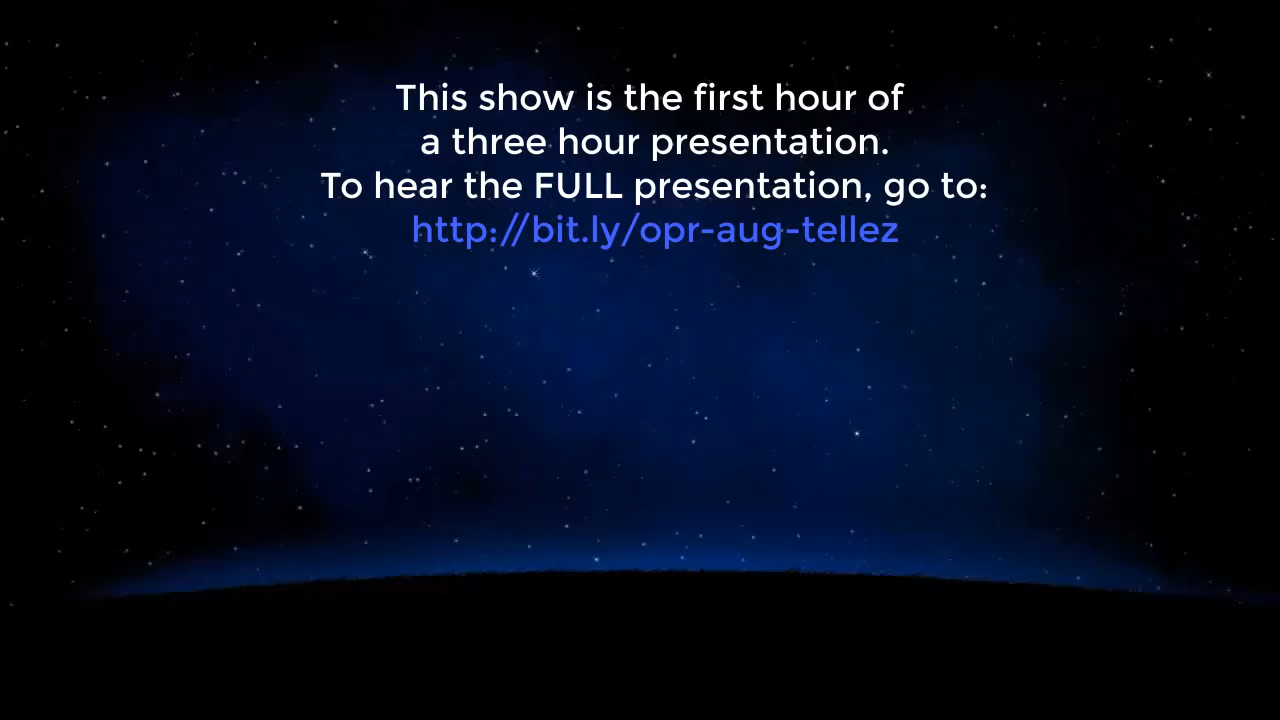 This show is the first hour of
a three hour presentation.
To hear the FULL presentation, go to:
http://bit.ly/opr-aug-tellez